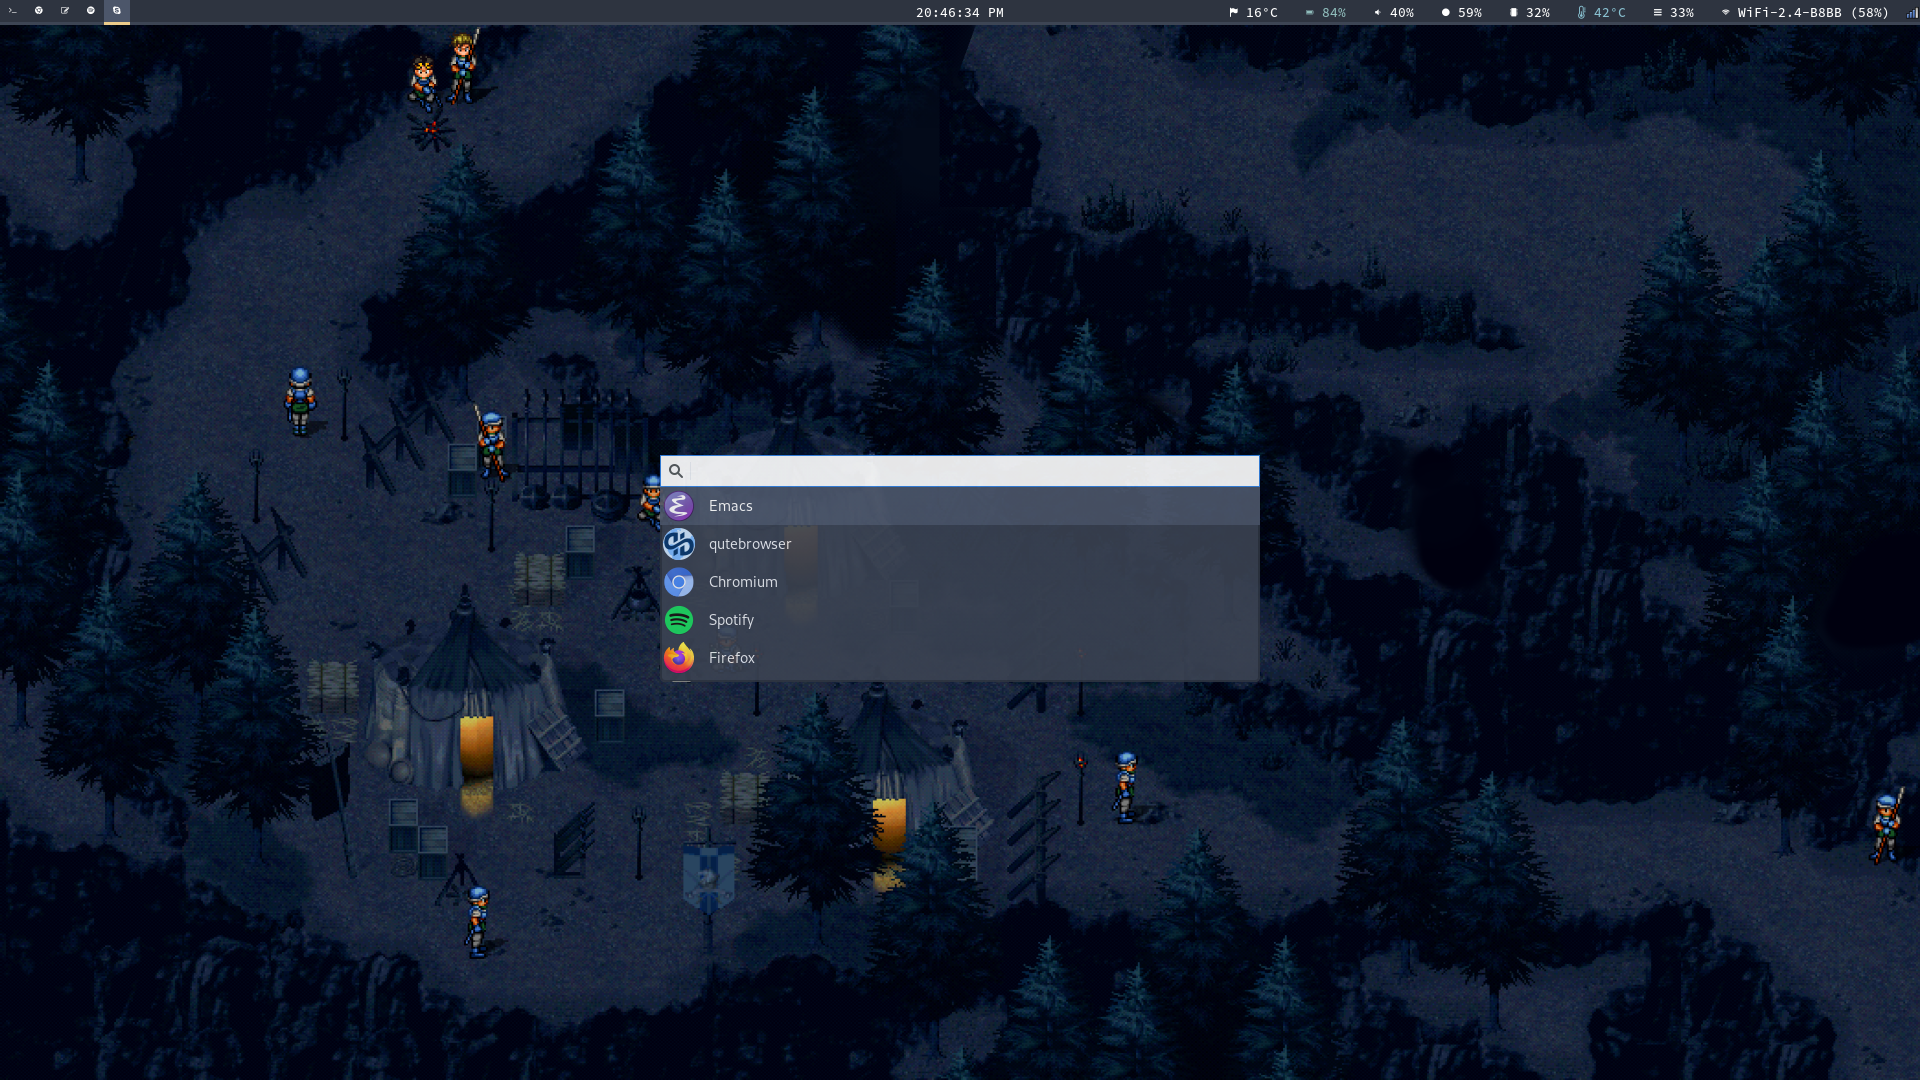 20:46:34 PM
16°C 84% 40% 59% 32% 42°C 33% WiFi-2.4-B8BB (58%)
Emacs
qutebrowser
Chromium
Spotify
Firefox